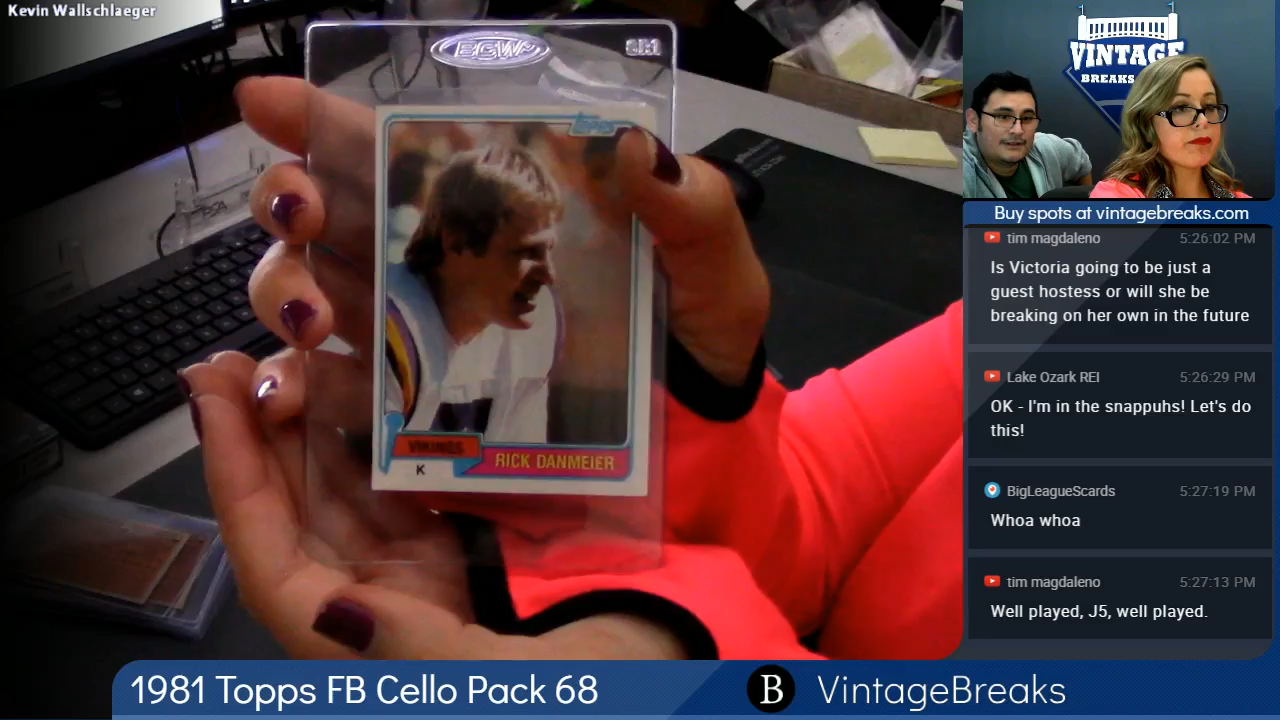 Kevin Wallschlaeger
BCW
topps
VIKINGS
K
RICK DANMEIER
VINTAGE
BREAKS
Buy spots at vintagebreaks.com
tim magdaleno 5:26:02 PM
Is Victoria going to be just a
guest hostess or will she be
breaking on her own in the future
Lake Ozark REI 5:26:29 PM
OK - I'm in the snappuhs! Let's do
this!
BigLeagueScards 5:27:19 PM
Whoa whoa
tim magdaleno 5:27:13 PM
Well played, J5, well played.
1981 Topps FB Cello Pack 68
B VintageBreaks